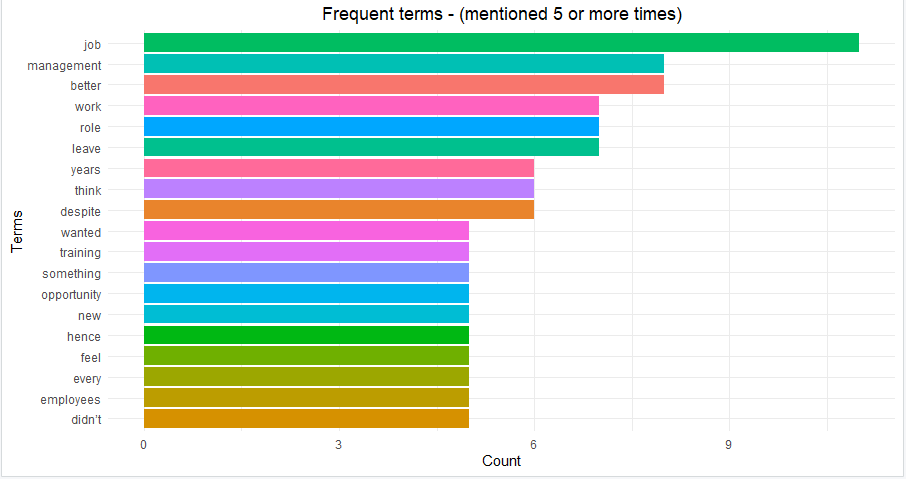 Frequent terms - (mentioned 5 or more times)
Terms
job
management
better
work
role
leave
years
think
despite
wanted
training
something
opportunity
new
hence
feel
every
employees
didn't
0 3 6 9
Count